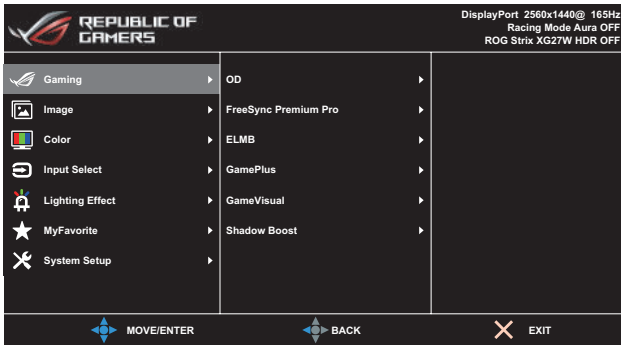 REPUBLIC OF
GAMERS
DisplayPort 2560x1440@ 165Hz
Racing Mode Aura OFF
ROG Strix XG27W HDR OFF
Gaming
Image
Color
Input Select
Lighting Effect
MyFavorite
System Setup
OD
FreeSync Premium Pro
ELMB
GamePlus
GameVisual
Shadow Boost
MOVE/ENTER
BACK
EXIT